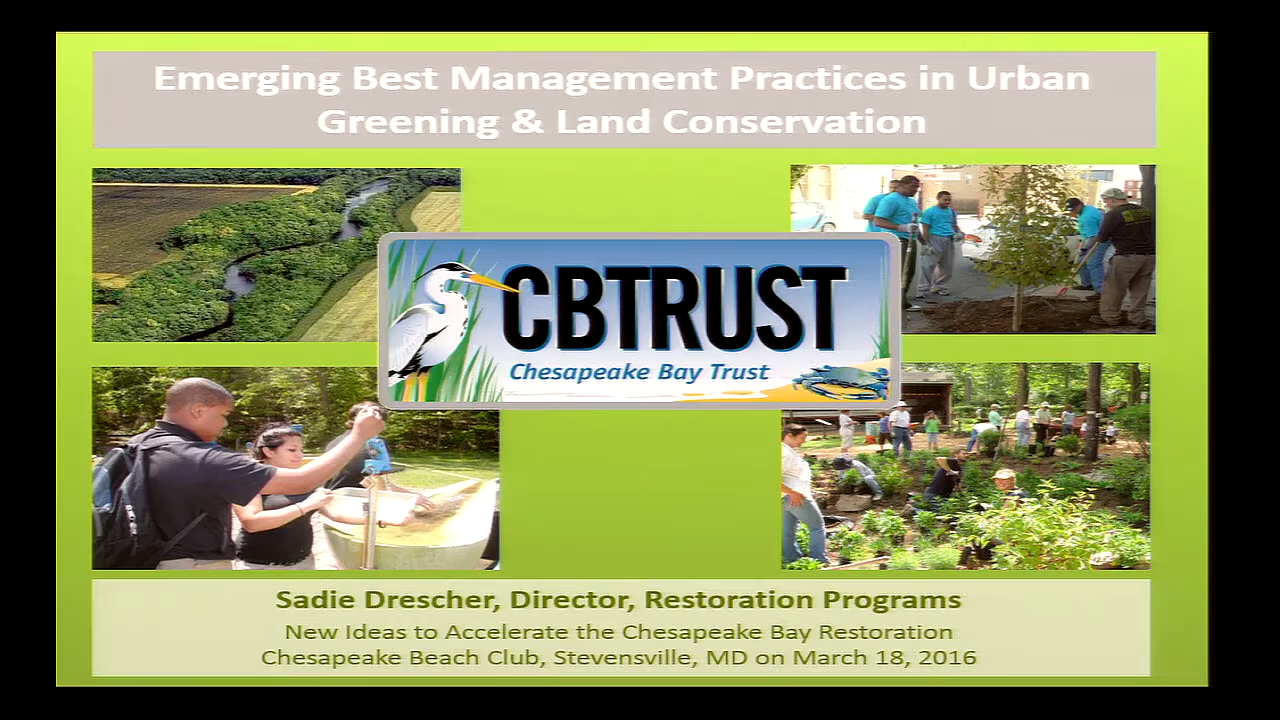 Emerging Best Management Practices in Urban
Greening & Land Conservation
CBTRUST
Chesapeake Bay Trust
Sadie Drescher, Director, Restoration Programs
New Ideas to Accelerate the Chesapeake Bay Restoration
Chesapeake Beach Club, Stevensville, MD on March 18, 2016